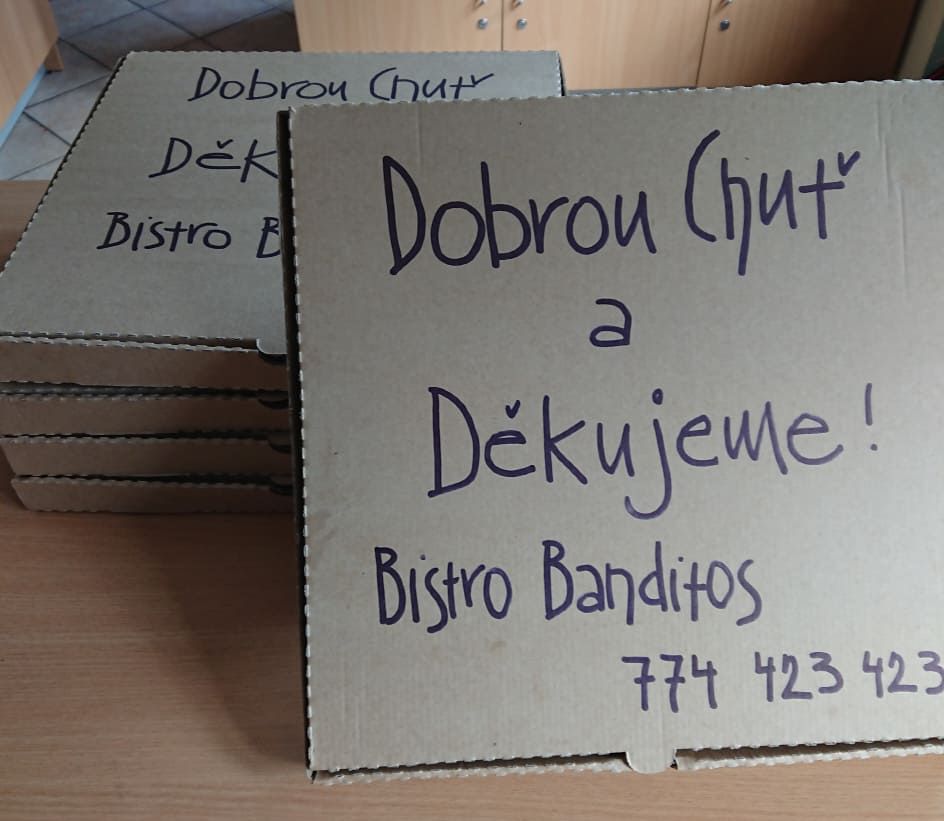 Dobrou Chuť
Děk
Bistro B
Dobrou Chuť
a
Děkujeme!
Bistro Banditos
774 423 423